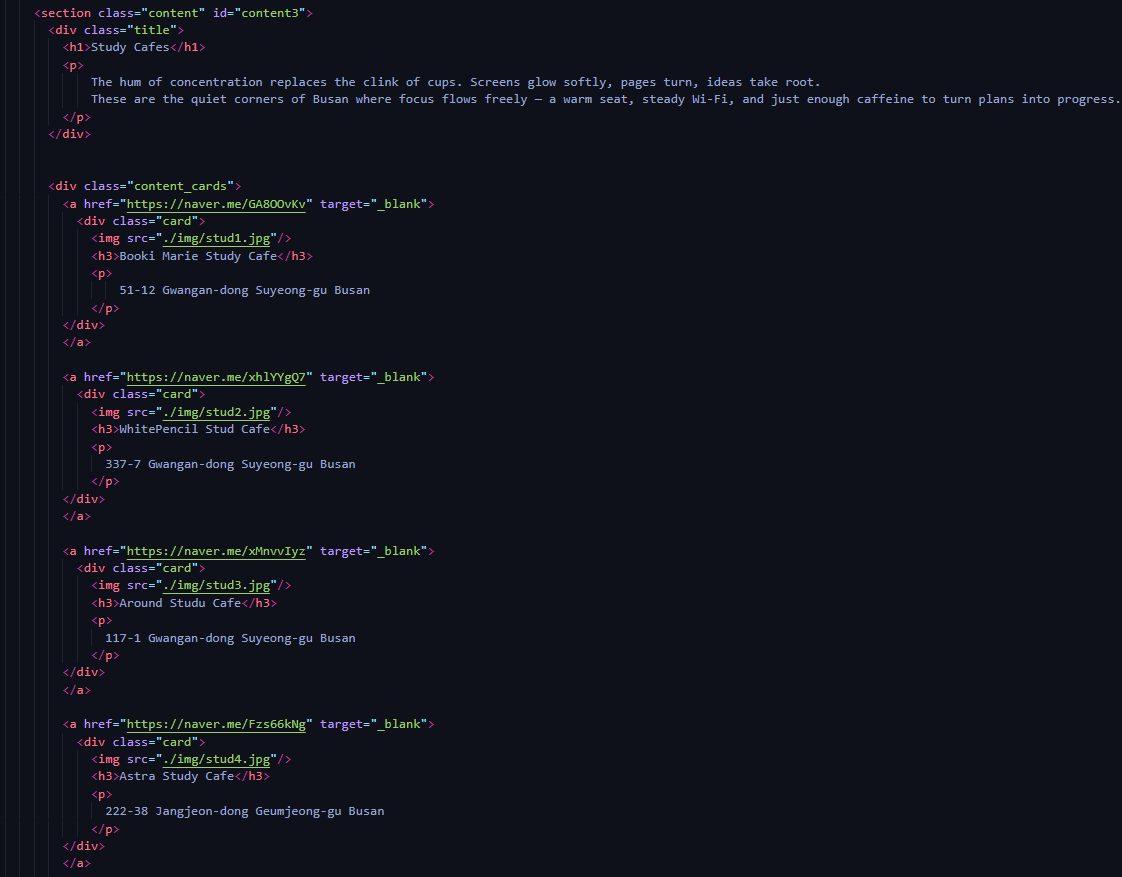 <section class="content" id="content3">
<div class="title">
<h1>Study Cafes</h1>
<p>
The hum of concentration replaces the clink of cups. Screens glow softly, pages turn, ideas take root.
These are the quiet corners of Busan where focus flows freely — a warm seat, steady Wi-Fi, and just enough caffeine to turn plans into progress.
</p>
</div>
<div class="content_cards">
<a href="https://naver.me/GA8OOvKv" target="_blank">
<div class="card">
<img src="./img/stud1.jpg"/>
<h3>Booki Marie Study Cafe</h3>
<p>
51-12 Gwangan-dong Suyeong-gu Busan
</p>
</div>
</a>
<a href="https://naver.me/xhlYYgQ7" target="_blank">
<div class="card">
<img src="./img/stud2.jpg"/>
<h3>WhitePencil Stud Cafe</h3>
<p>
337-7 Gwangan-dong Suyeong-gu Busan
</p>
</div>
</a>
<a href="https://naver.me/xMnvvIyz" target="_blank">
<div class="card">
<img src="./img/stud3.jpg"/>
<h3>Around Studu Cafe</h3>
<p>
117-1 Gwangan-dong Suyeong-gu Busan
</p>
</div>
</a>
<a href="https://naver.me/Fzs66kNg" target="_blank">
<div class="card">
<img src="./img/stud4.jpg"/>
<h3>Astra Study Cafe</h3>
<p>
222-38 Jangjeon-dong Geumjeong-gu Busan
</p>
</div>
</a>